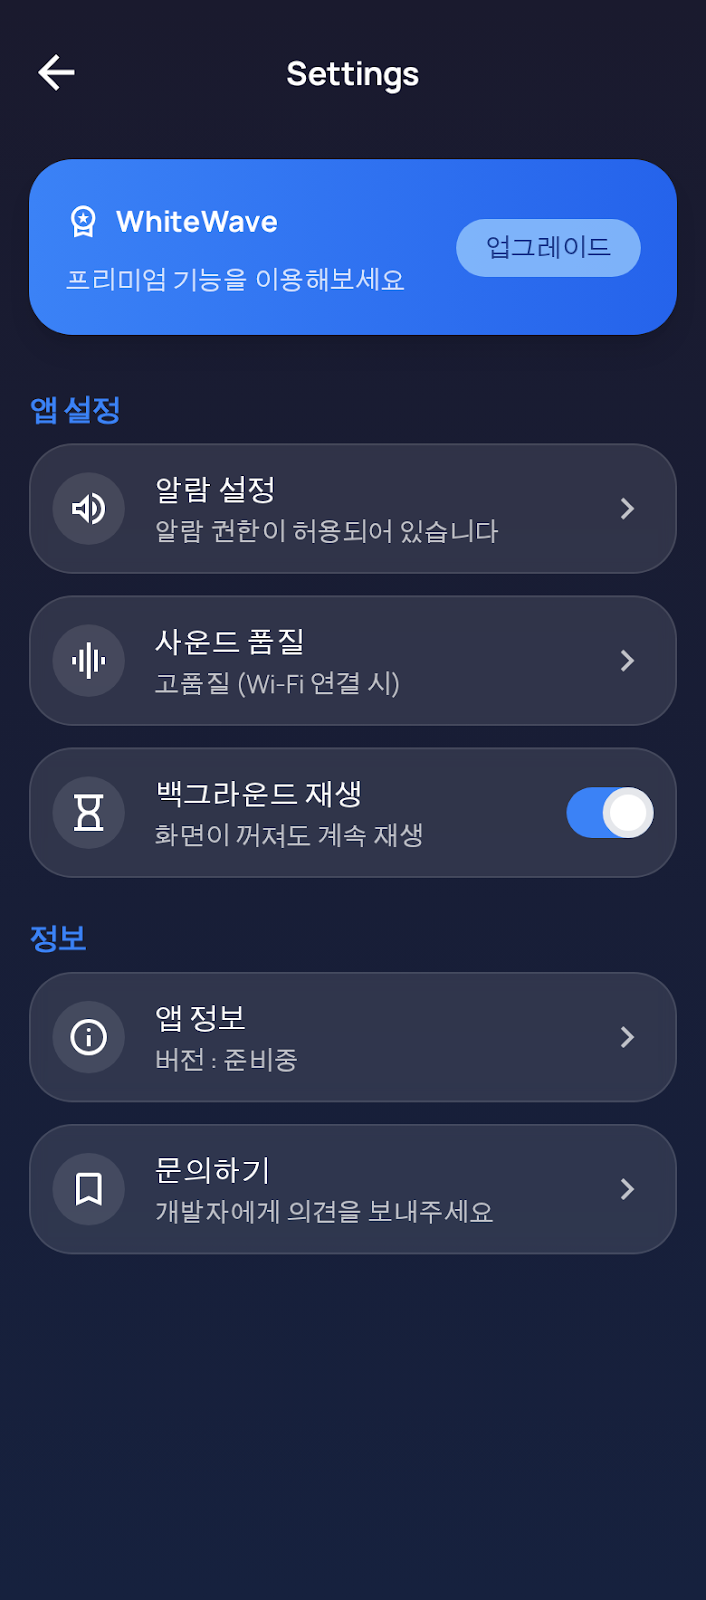 Settings
WhiteWave
프리미엄 기능을 이용해보세요
업그레이드
앱 설정
알람 설정
알람 권한이 허용되어 있습니다
사운드 품질
고품질 (Wi-Fi 연결 시)
백그라운드 재생
화면이 꺼져도 계속 재생
정보
앱 정보
버전 : 준비중
문의하기
개발자에게 의견을 보내주세요